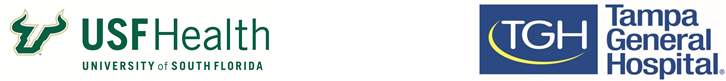 USFHealth
UNIVERSITY of SOUTH FLORIDA
TGH
Tampa
General
Hospital®